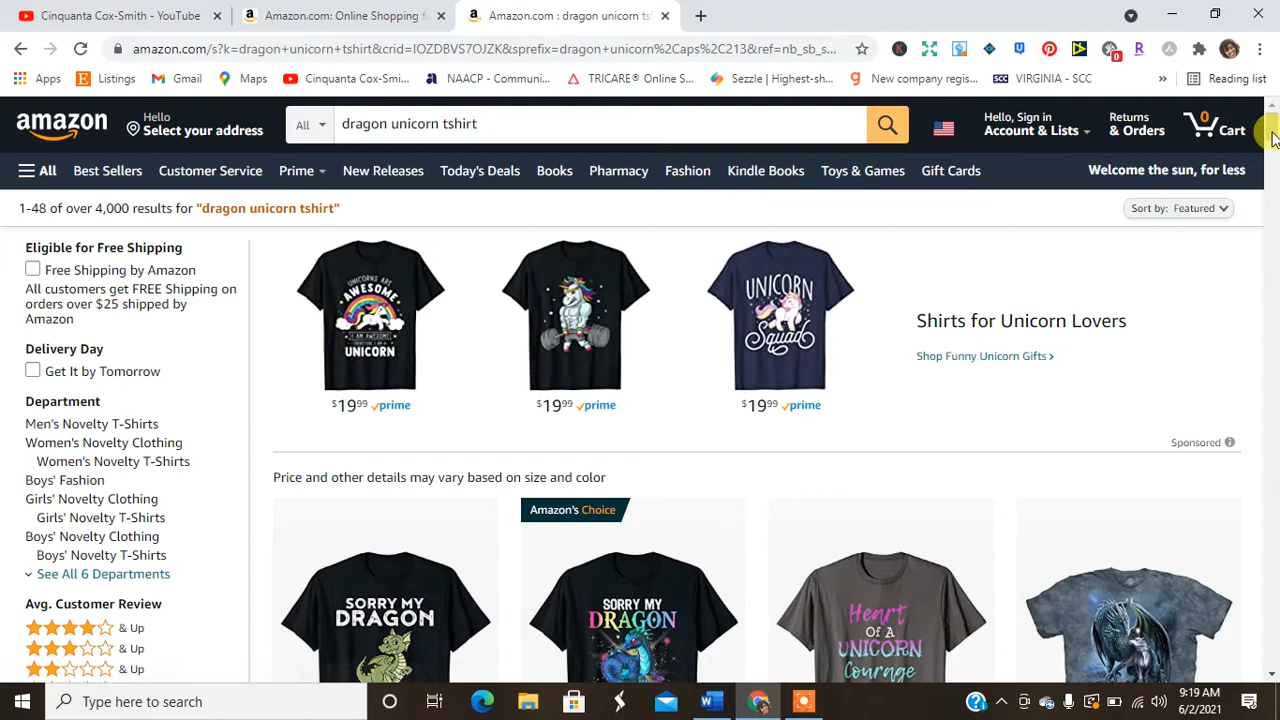 Cinquanta Cox-Smith - YouTube
Amazon.com: Online Shopping f
Amazon.com : dragon unicorn ts
amazon.com/s?k=dragon+unicorn+tshirt&crid=IOZDBVS7OJZK&sprefix=dragon+unicorn%2Caps%2C213&ref=nb_sb_s...
Apps
Listings
Gmail
Maps
Cinquanta Cox-Smi...
NAACP - Communi...
TRICARE® Online S...
Sezzle | Highest-sh...
New company regis...
SCC VIRGINIA - SCC
»
Reading list
amazon
Hello
Select your address
All
dragon unicorn tshirt
Hello, Sign in
Account & Lists
Returns
& Orders
0
Cart
All
Best Sellers
Customer Service
Prime
New Releases
Today's Deals
Books
Pharmacy
Fashion
Kindle Books
Toys & Games
Gift Cards
Welcome the sun, for less
1-48 of over 4,000 results for "dragon unicorn tshirt"
Sort by: Featured
Eligible for Free Shipping
Free Shipping by Amazon
All customers get FREE Shipping on
orders over $25 shipped by
Amazon
Delivery Day
Get It by Tomorrow
Department
Men's Novelty T-Shirts
Women's Novelty Clothing
Women's Novelty T-Shirts
Boys' Fashion
Girls' Novelty Clothing
Girls' Novelty T-Shirts
Boys' Novelty Clothing
Boys' Novelty T-Shirts
See All 6 Departments
Avg. Customer Review
& Up
& Up
& Up
UNICORNS ARE
AWESOME
I AM AWESOME
UNICORN
$19.99 prime
$19.99 prime
UNICORN
Squad
$19.99 prime
Shirts for Unicorn Lovers
Shop Funny Unicorn Gifts ›
Sponsored
Price and other details may vary based on size and color
SORRY MY
DRAGON
Amazon's Choice
SORRY MY
DRAGON
Heart
OF A
UNICORN
Courage
Type here to search
9:19 AM
6/2/2021